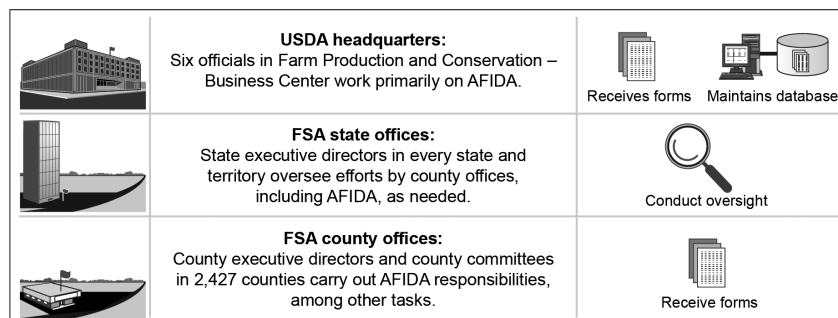 USDA headquarters:
Six officials in Farm Production and Conservation –
Business Center work primarily on AFIDA.
Receives forms
Maintains database
FSA state offices:
State executive directors in every state and
territory oversee efforts by county offices,
including AFIDA, as needed.
Conduct oversight
FSA county offices:
County executive directors and county committees
in 2,427 counties carry out AFIDA responsibilities,
among other tasks.
Receive forms